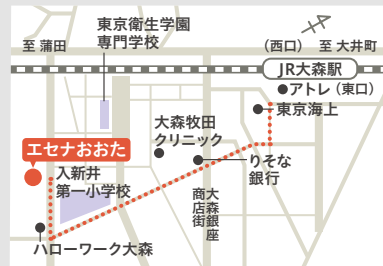 東京衛生学園
専門学校
至 蒲田
（西口） 至 大井町
JR大森駅
アトレ（東口）
東京海上
大森牧田
クリニック
エセナおおた
入新井
第一小学校
りそな
銀行
大森銀座
商店街
ハローワーク大森